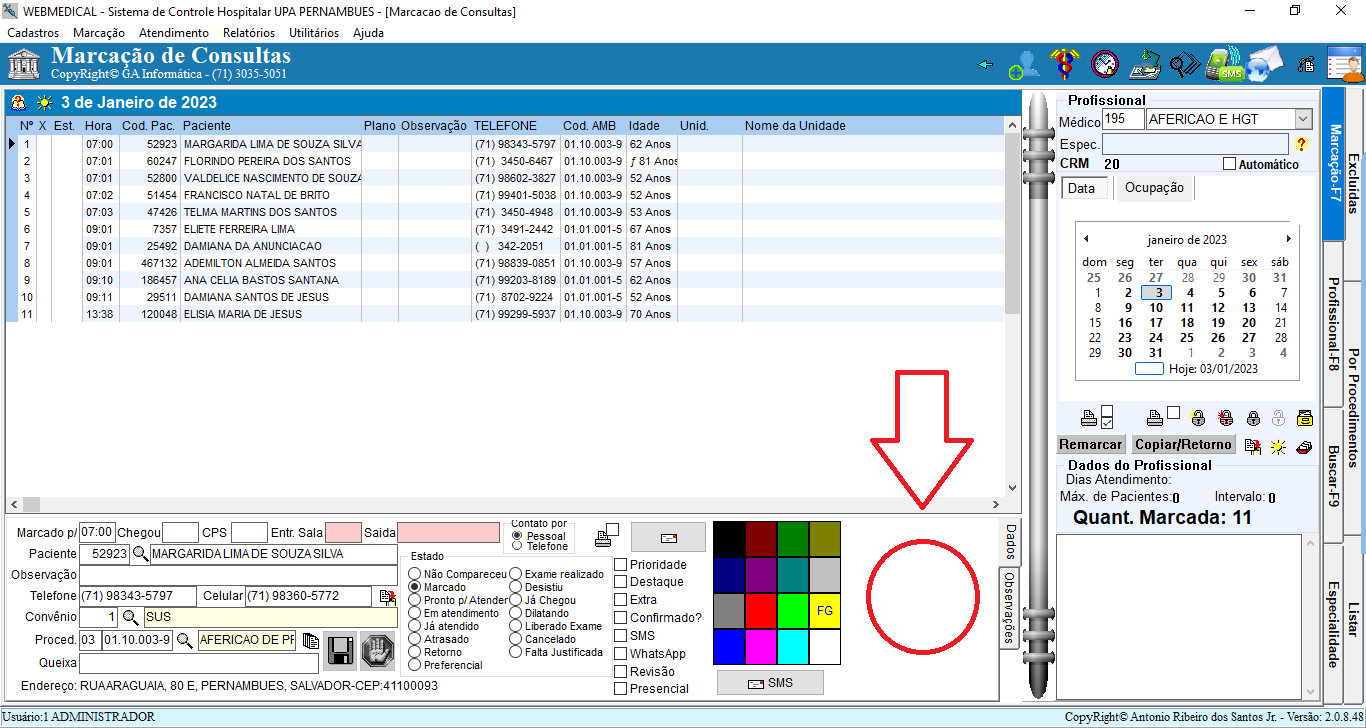 WEBMEDICAL - Sistema de Controle Hospitalar UPA PERNAMBUES - [Marcacao de Consultas]
Cadastros Marcação Atendimento Relatórios Utilitários Ajuda
Marcação de Consultas
CopyRight© GA Informática - (71) 3035-5051
SMS
3 de Janeiro de 2023
Nº X Est. Hora Cod. Pac. Paciente Plano Observação TELEFONE Cod. AMB Idade Unid. Nome da Unidade
1 07:00 52923 MARGARIDA LIMA DE SOUZA SILVA (71) 98343-5797 01.10.003-9 62 Anos
2 07:01 60247 FLORINDO PEREIRA DOS SANTOS (71) 3450-6467 01.10.003-9 ƒ 81 Anos
3 07:01 52800 VALDELICE NASCIMENTO DE SOUZA (71) 98602-3827 01.10.003-9 52 Anos
4 07:02 51454 FRANCISCO NATAL DE BRITO (71) 99401-5038 01.10.003-9 52 Anos
5 07:03 47426 TELMA MARTINS DOS SANTOS (71) 3450-4948 01.10.003-9 53 Anos
6 09:01 7357 ELIETE FERREIRA LIMA (71) 3491-2442 01.01.001-5 67 Anos
7 09:01 25492 DAMIANA DA ANUNCIACAO ( ) 342-2051 01.01.001-5 81 Anos
8 09:01 467132 ADEMILTON ALMEIDA SANTOS (71) 98839-0851 01.10.003-9 57 Anos
9 09:10 186457 ANA CELIA BASTOS SANTANA (71) 99203-8189 01.01.001-5 62 Anos
10 09:11 29511 DAMIANA SANTOS DE JESUS (71) 8702-9224 01.01.001-5 52 Anos
11 13:38 120048 ELISIA MARIA DE JESUS (71) 99299-5937 01.10.003-9 70 Anos
Marcado p/ 07:00 Chegou CPS Entr. Sala Saida
Paciente 52923 MARGARIDA LIMA DE SOUZA SILVA
Observação
Telefone (71) 98343-5797 Celular (71) 98360-5772
Convênio 1 SUS
Proced. 03 01.10.003-9 AFERICAO DE PF
Queixa
Endereço: RUAARAGUAIA, 80 E, PERNAMBUES, SALVADOR-CEP:41100093
Contato por
Pessoal
Telefone
Estado
Não Compareceu Exame realizado
Marcado Desistiu
Pronto p/ Atender Já Chegou
Em atendimento Dilatando
Já atendido Liberado Exame
Atrasado Cancelado
Retorno Falta Justificada
Preferencial
Prioridade
Destaque
Extra
Confirmado?
SMS
WhatsApp
Revisão
Presencial
FG
SMS
Dados
Observações
Profissional
Médico 195 AFERICAO E HGT
Espec. ?
CRM 20 Automático
Data Ocupação
janeiro de 2023
dom seg ter qua qui sex sáb
25 26 27 28 29 30 31
1 2 3 4 5 6 7
8 9 10 11 12 13 14
15 16 17 18 19 20 21
22 23 24 25 26 27 28
29 30 31 1 2 3 4
Hoje: 03/01/2023
Remarcar Copiar/Retorno
Dados do Profissional
Dias Atendimento:
Máx. de Pacientes:0 Intervalo: 0
Quant. Marcada: 11
Marcação-F7
Excluídas
Profissional-F8
Por Procedimentos
Buscar-F9
Especialidade
Listar
Usuário:1 ADMINISTRADOR
CopyRight© Antonio Ribeiro dos Santos Jr. - Versão: 2.0.8.48